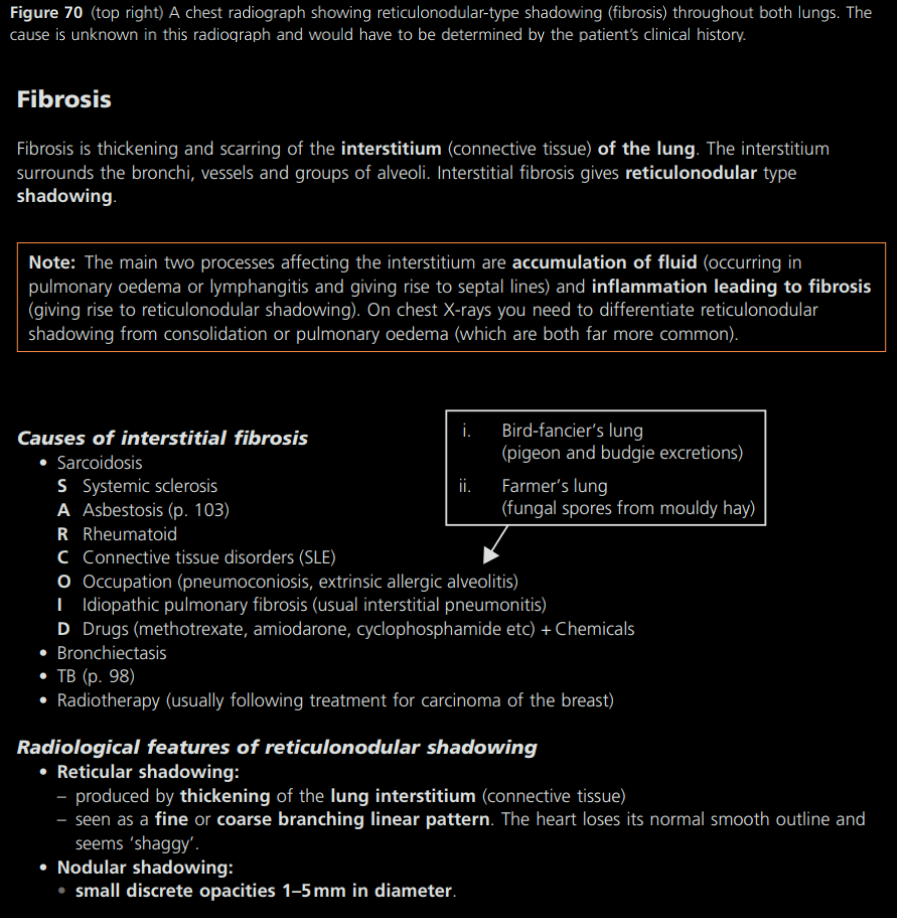 Figure 70 (top right) A chest radiograph showing reticulonodular-type shadowing (fibrosis) throughout both lungs. The
cause is unknown in this radiograph and would have to be determined by the patient's clinical history.
Fibrosis
Fibrosis is thickening and scarring of the interstitium (connective tissue) of the lung. The interstitium
surrounds the bronchi, vessels and groups of alveoli. Interstitial fibrosis gives reticulonodular type
shadowing.
Note: The main two processes affecting the interstitium are accumulation of fluid (occurring in
pulmonary oedema or lymphangitis and giving rise to septal lines) and inflammation leading to fibrosis
(giving rise to reticulonodular shadowing). On chest X-rays you need to differentiate reticulonodular
shadowing from consolidation or pulmonary oedema (which are both far more common).
i. Bird-fancier's lung
(pigeon and budgie excretions)
ii. Farmer's lung
(fungal spores from mouldy hay)
Causes of interstitial fibrosis
• Sarcoidosis
S Systemic sclerosis
A Asbestosis (p. 103)
R Rheumatoid
C Connective tissue disorders (SLE)
O Occupation (pneumoconiosis, extrinsic allergic alveolitis)
I Idiopathic pulmonary fibrosis (usual interstitial pneumonitis)
D Drugs (methotrexate, amiodarone, cyclophosphamide etc) + Chemicals
• Bronchiectasis
• TB (p. 98)
• Radiotherapy (usually following treatment for carcinoma of the breast)
Radiological features of reticulonodular shadowing
• Reticular shadowing:
– produced by thickening of the lung interstitium (connective tissue)
– seen as a fine or coarse branching linear pattern. The heart loses its normal smooth outline and
seems 'shaggy'.
• Nodular shadowing:
• small discrete opacities 1–5 mm in diameter.